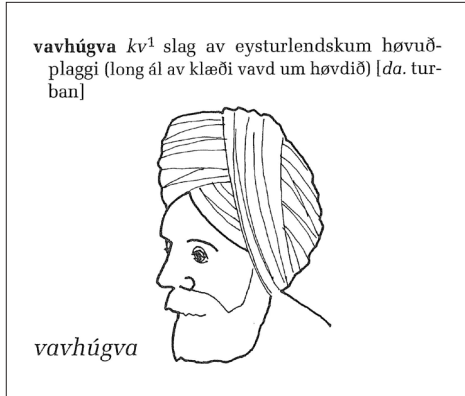 vavhúgva kv¹ slag av eysturlendskum høvuð-
plaggi (long ál av klæði vavd um høvdið) [da. tur-
ban]
vavhúgva